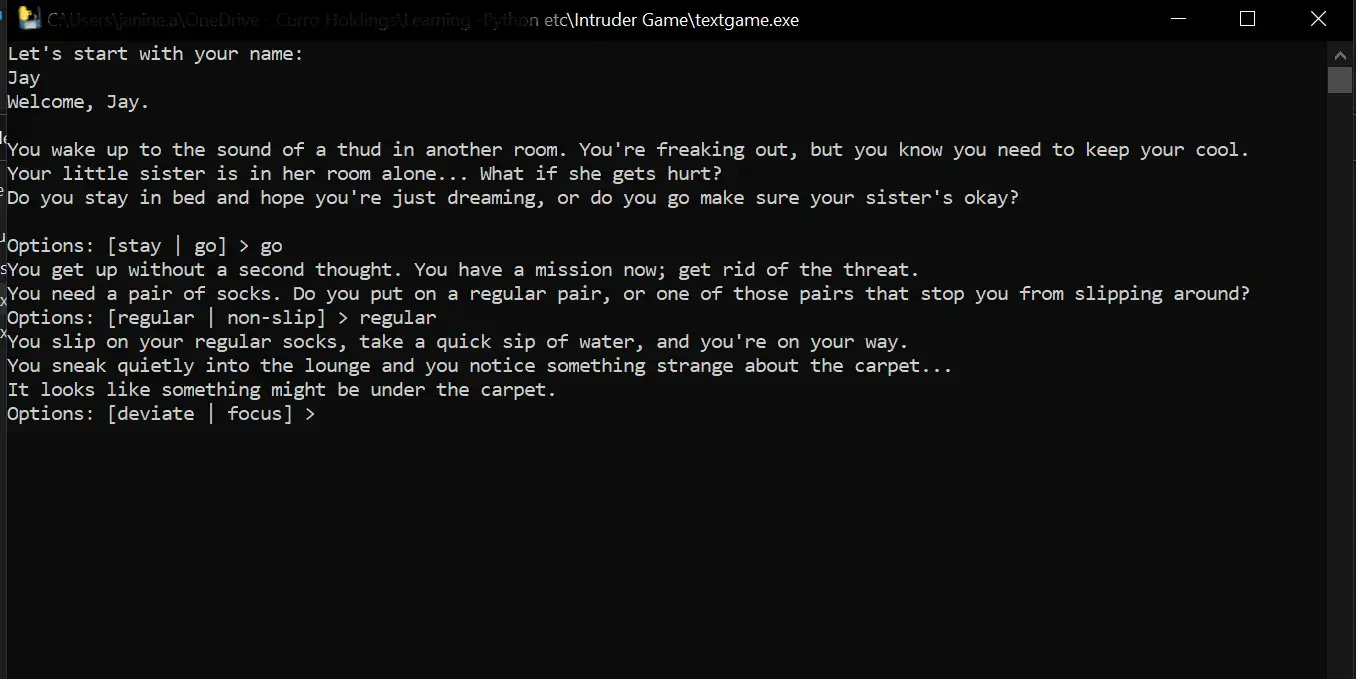 C:\Users\janine.a\OneDrive - Curro Holdings\Learning -Python etc\Intruder Game\textgame.exe
Let's start with your name:
Jay
Welcome, Jay.
You wake up to the sound of a thud in another room. You're freaking out, but you know you need to keep your cool.
Your little sister is in her room alone... What if she gets hurt?
Do you stay in bed and hope you're just dreaming, or do you go make sure your sister's okay?
Options: [stay | go] > go
You get up without a second thought. You have a mission now; get rid of the threat.
You need a pair of socks. Do you put on a regular pair, or one of those pairs that stop you from slipping around?
Options: [regular | non-slip] > regular
You slip on your regular socks, take a quick sip of water, and you're on your way.
You sneak quietly into the lounge and you notice something strange about the carpet...
It looks like something might be under the carpet.
Options: [deviate | focus] >